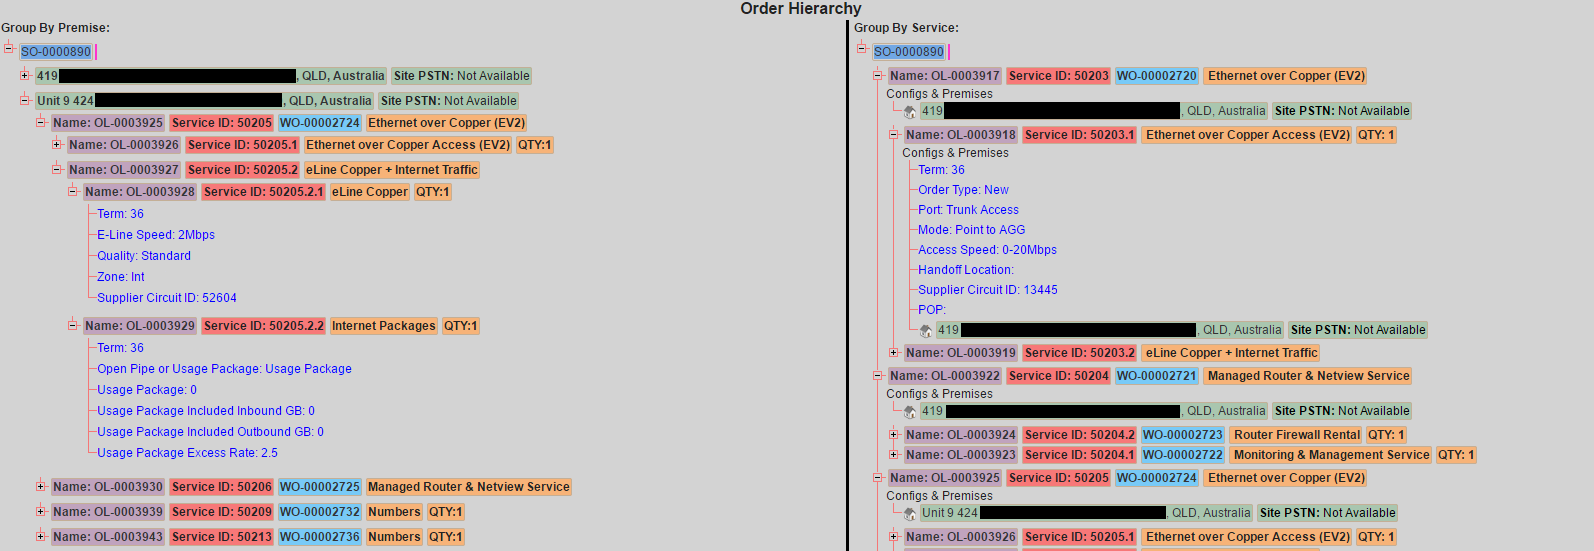 Order Hierarchy
Group By Premise:
SO-0000890
419 , QLD, Australia Site PSTN: Not Available
Unit 9 424 , QLD, Australia Site PSTN: Not Available
Name: OL-0003925 Service ID: 50205 WO-00002724 Ethernet over Copper (EV2)
Name: OL-0003926 Service ID: 50205.1 Ethernet over Copper Access (EV2) QTY:1
Name: OL-0003927 Service ID: 50205.2 eLine Copper + Internet Traffic
Name: OL-0003928 Service ID: 50205.2.1 eLine Copper QTY:1
Term: 36
E-Line Speed: 2Mbps
Quality: Standard
Zone: Int
Supplier Circuit ID: 52604
Name: OL-0003929 Service ID: 50205.2.2 Internet Packages QTY:1
Term: 36
Open Pipe or Usage Package: Usage Package
Usage Package: 0
Usage Package Included Inbound GB: 0
Usage Package Included Outbound GB: 0
Usage Package Excess Rate: 2.5
Name: OL-0003930 Service ID: 50206 WO-00002725 Managed Router & Netview Service
Name: OL-0003939 Service ID: 50209 WO-00002732 Numbers QTY:1
Name: OL-0003943 Service ID: 50213 WO-00002736 Numbers QTY:1
Group By Service:
SO-0000890
Name: OL-0003917 Service ID: 50203 WO-00002720 Ethernet over Copper (EV2)
Configs & Premises
419 , QLD, Australia Site PSTN: Not Available
Name: OL-0003918 Service ID: 50203.1 Ethernet over Copper Access (EV2) QTY: 1
Configs & Premises
Term: 36
Order Type: New
Port: Trunk Access
Mode: Point to AGG
Access Speed: 0-20Mbps
Handoff Location:
Supplier Circuit ID: 13445
POP:
419 , QLD, Australia Site PSTN: Not Available
Name: OL-0003919 Service ID: 50203.2 eLine Copper + Internet Traffic
Name: OL-0003922 Service ID: 50204 WO-00002721 Managed Router & Netview Service
Configs & Premises
419 , QLD, Australia Site PSTN: Not Available
Name: OL-0003924 Service ID: 50204.2 WO-00002723 Router Firewall Rental QTY: 1
Name: OL-0003923 Service ID: 50204.1 WO-00002722 Monitoring & Management Service QTY: 1
Name: OL-0003925 Service ID: 50205 WO-00002724 Ethernet over Copper (EV2)
Configs & Premises
Unit 9 424 , QLD, Australia Site PSTN: Not Available
Name: OL-0003926 Service ID: 50205.1 Ethernet over Copper Access (EV2) QTY: 1